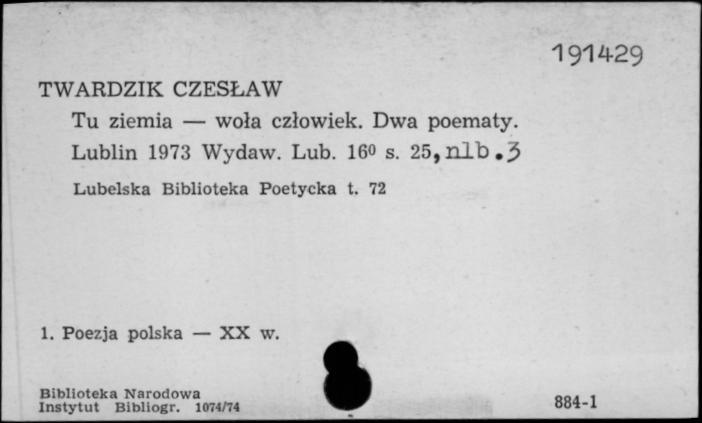 191429
TWARDZIK CZESŁAW
Tu ziemia — woła człowiek. Dwa poematy.
Lublin 1973 Wydaw. Lub. 16⁰ s. 25, nlb. 3
Lubelska Biblioteka Poetycka t. 72
1. Poezja polska — XX w.
Biblioteka Narodowa
Instytut Bibliogr. 1074/74
884-1